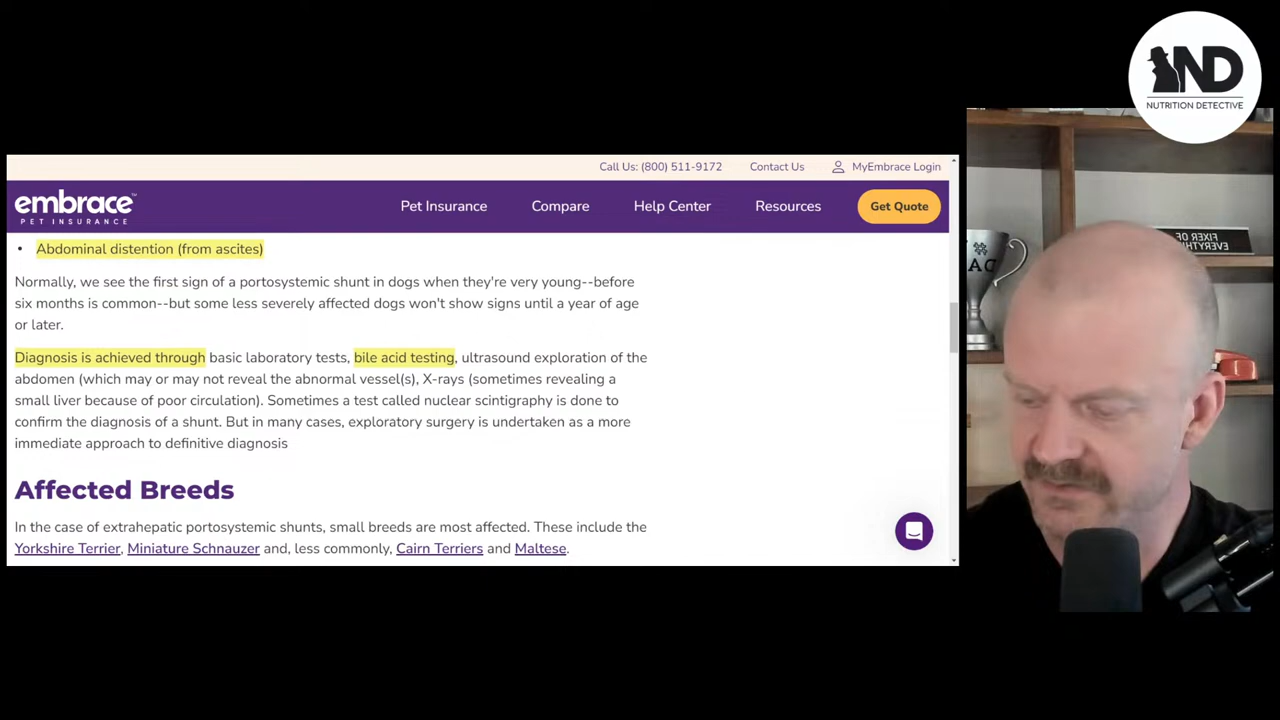 ND
NUTRITION DETECTIVE
Call Us: (800) 511-9172 Contact Us MyEmbrace Login
embrace™
PET INSURANCE
Pet Insurance Compare Help Center Resources Get Quote
FIXER OF
EVERYTHING
• Abdominal distention (from ascites)
Normally, we see the first sign of a portosystemic shunt in dogs when they're very young--before
six months is common--but some less severely affected dogs won't show signs until a year of age
or later.
Diagnosis is achieved through basic laboratory tests, bile acid testing, ultrasound exploration of the
abdomen (which may or may not reveal the abnormal vessel(s), X-rays (sometimes revealing a
small liver because of poor circulation). Sometimes a test called nuclear scintigraphy is done to
confirm the diagnosis of a shunt. But in many cases, exploratory surgery is undertaken as a more
immediate approach to definitive diagnosis
Affected Breeds
In the case of extrahepatic portosystemic shunts, small breeds are most affected. These include the
Yorkshire Terrier, Miniature Schnauzer and, less commonly, Cairn Terriers and Maltese.